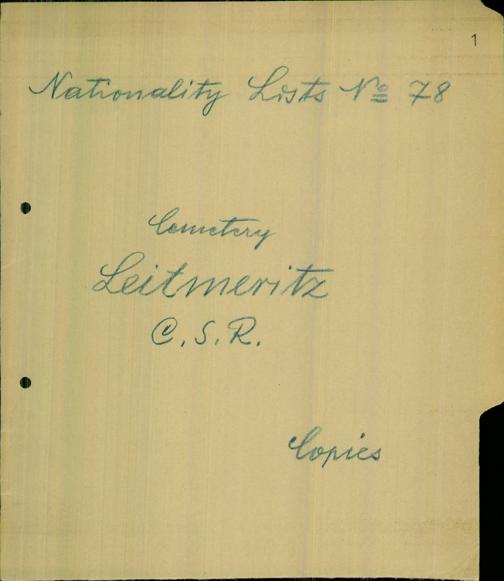 1
Nationality Lists Nº 78
Cemetery
Leitmeritz
C.S.R.
Copies